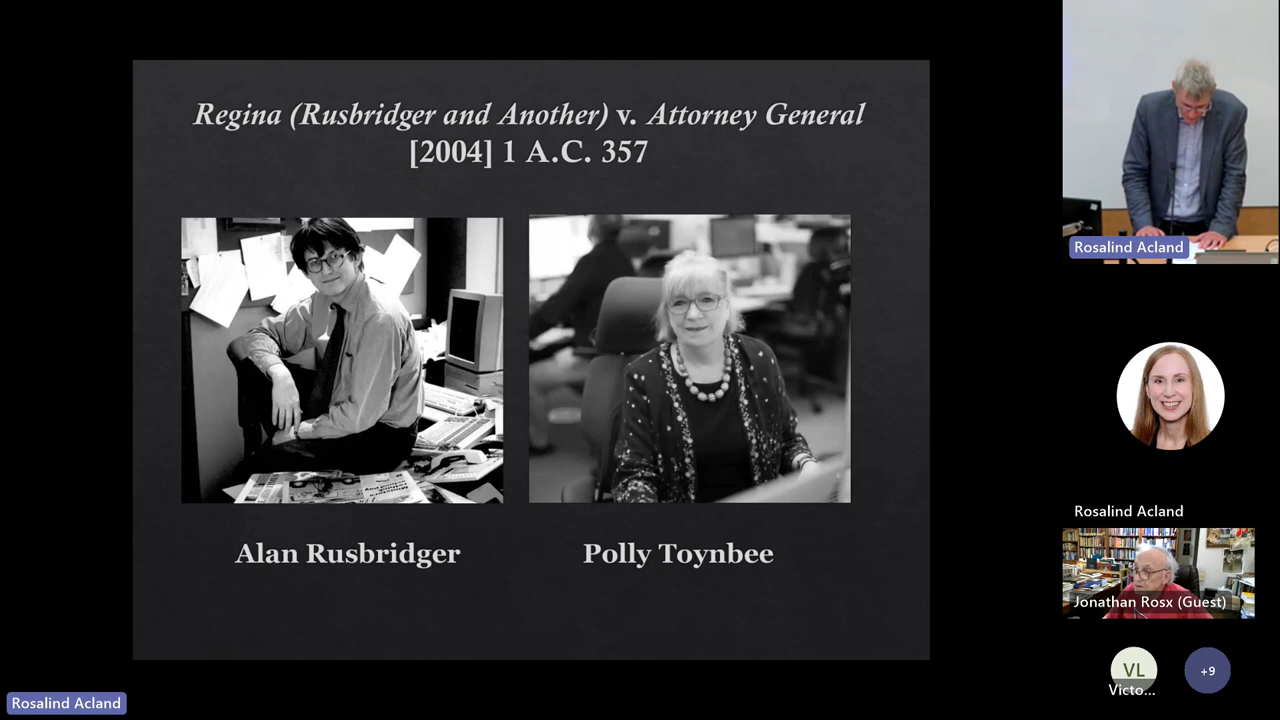 Regina (Rusbridger and Another) v. Attorney General
[2004] 1 A.C. 357
Alan Rusbridger
Polly Toynbee
Rosalind Acland
Rosalind Acland
Jonathan Rosx (Guest)
VL
Victo...
+9
Rosalind Acland